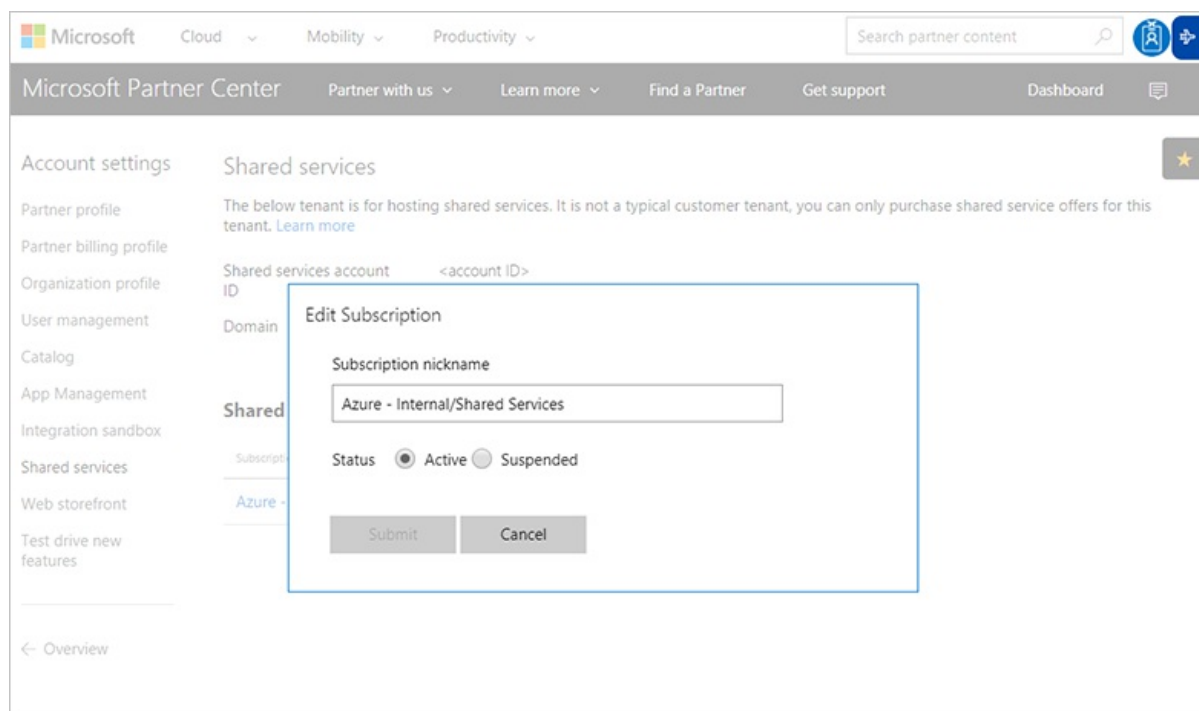 Microsoft Cloud Mobility Productivity Search partner content
Microsoft Partner Center Partner with us Learn more Find a Partner Get support Dashboard
Account settings
Partner profile
Partner billing profile
Organization profile
User management
Catalog
App Management
Integration sandbox
Shared services
Web storefront
Test drive new
features
Overview
Shared services
The below tenant is for hosting shared services. It is not a typical customer tenant, you can only purchase shared service offers for this
tenant. Learn more
Shared services account <account ID>
ID
Domain
Shared
Subscripti
Azure -
Edit Subscription
Subscription nickname
Azure - Internal/Shared Services
Status Active Suspended
Submit Cancel